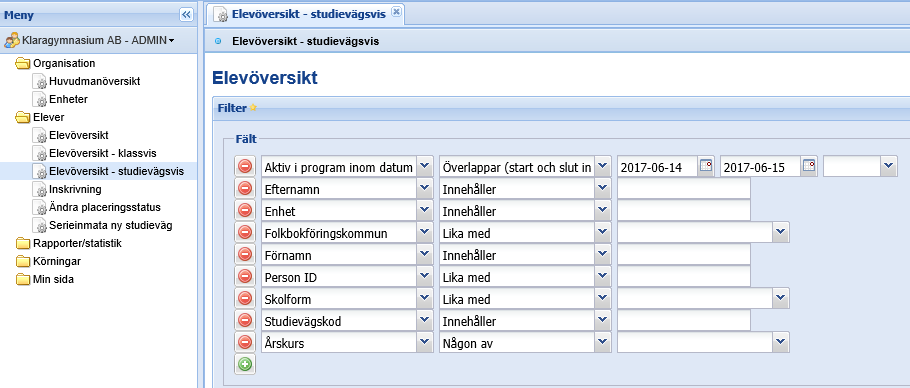 Meny
Klaragymnasium AB - ADMIN
Organisation
Huvudmanöversikt
Enheter
Elever
Elevöversikt
Elevöversikt - klassvis
Elevöversikt - studievägsvis
Inskrivning
Ändra placeringsstatus
Serieinmata ny studieväg
Rapporter/statistik
Körningar
Min sida
Elevöversikt - studievägsvis
Elevöversikt - studievägsvis
Elevöversikt
Filter
Fält
Aktiv i program inom datum Överlappar (start och slut in 2017-06-14 2017-06-15
Efternamn Innehåller
Enhet Innehåller
Folkbokföringskommun Lika med
Förnamn Innehåller
Person ID Lika med
Skolform Lika med
Studievägskod Innehåller
Årskurs Någon av